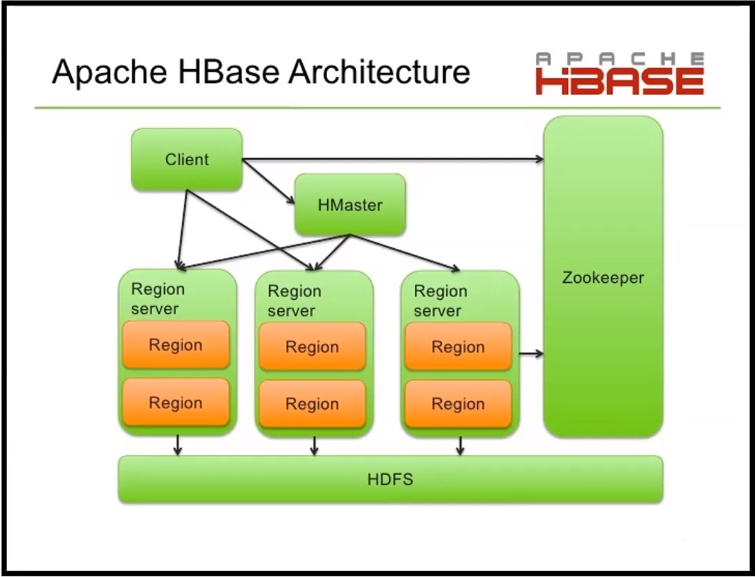 Apache HBase Architecture
APACHE
HBASE
Client
HMaster
Zookeeper
Region
server
Region
Region
Region
server
Region
Region
Region
server
Region
Region
HDFS